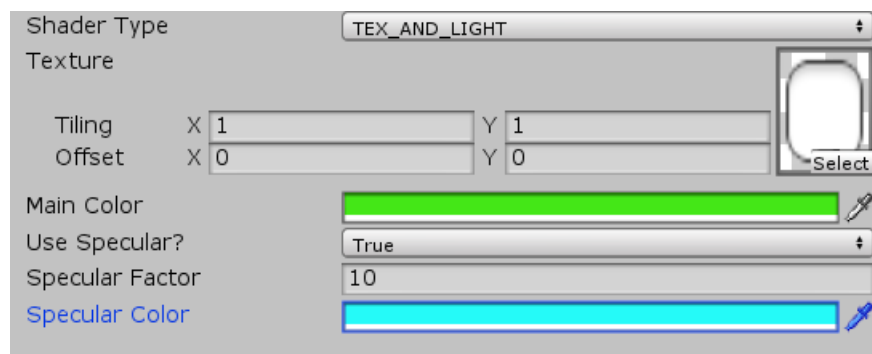 Shader Type TEX_AND_LIGHT
Texture
Tiling X 1 Y 1
Offset X 0 Y 0
Select
Main Color
Use Specular? True
Specular Factor 10
Specular Color